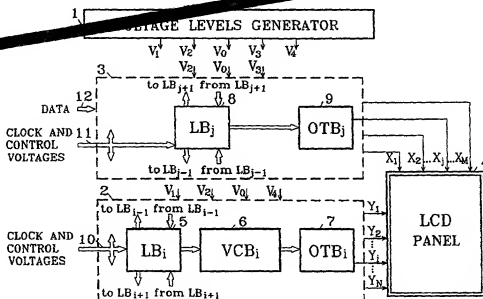 1
LEVELS GENERATOR
V1 V2 V0 V3 V4
V2 V0 V3
3
to LBj+1 from LBj+1
12
DATA
8
9
LBj
OTBj
CLOCK AND
CONTROL
VOLTAGES
11
to LBj-1 from LBj-1
X1 X2...Xj...XM
V1 V2 V0 V4
2
to LBi-1 from LBi-1
5
6
7
CLOCK AND
CONTROL
VOLTAGES
10
LBi
VCBi
OTBi
to LBi+1 from LBi+1
Y1
Y2
Yi
YN
LCD
PANEL